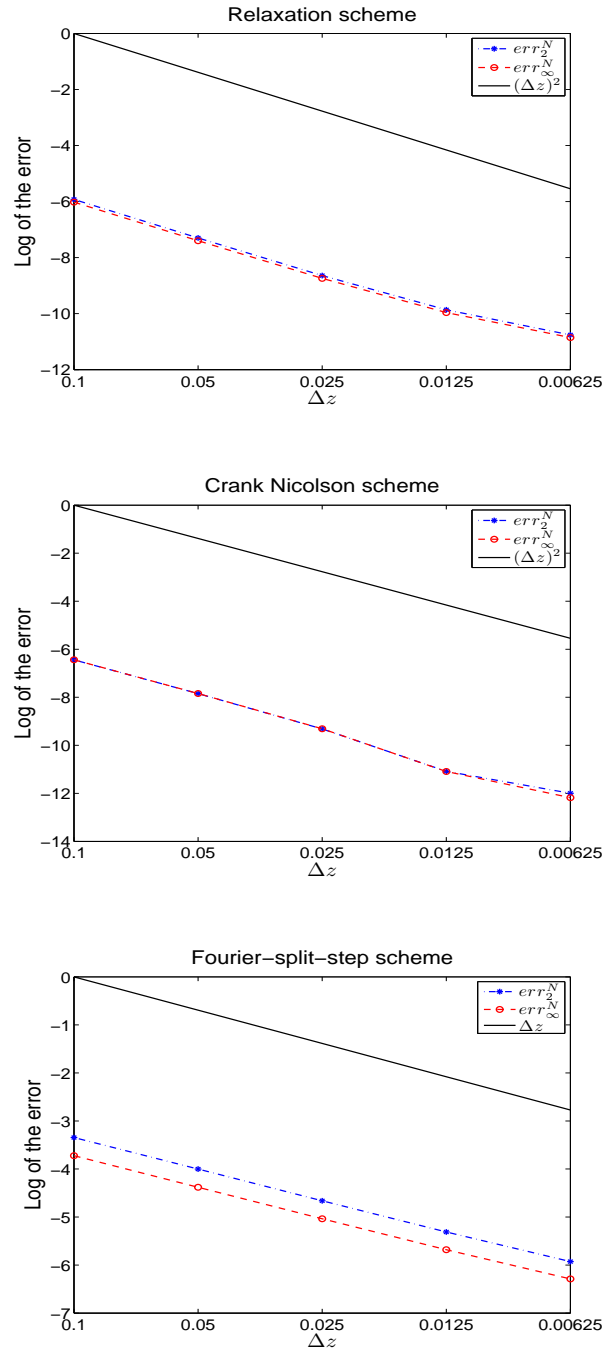 Relaxation scheme
0
−2
−4
−6
−8
−10
−12
Log of the error
err_2^N
err_∞^N
(Δz)^2
0.1 0.05 0.025 0.0125 0.00625
Δz
Crank Nicolson scheme
0
−2
−4
−6
−8
−10
−12
−14
Log of the error
err_2^N
err_∞^N
(Δz)^2
0.1 0.05 0.025 0.0125 0.00625
Δz
Fourier−split−step scheme
0
−1
−2
−3
−4
−5
−6
−7
Log of the error
err_2^N
err_∞^N
Δz
0.1 0.05 0.025 0.0125 0.00625
Δz